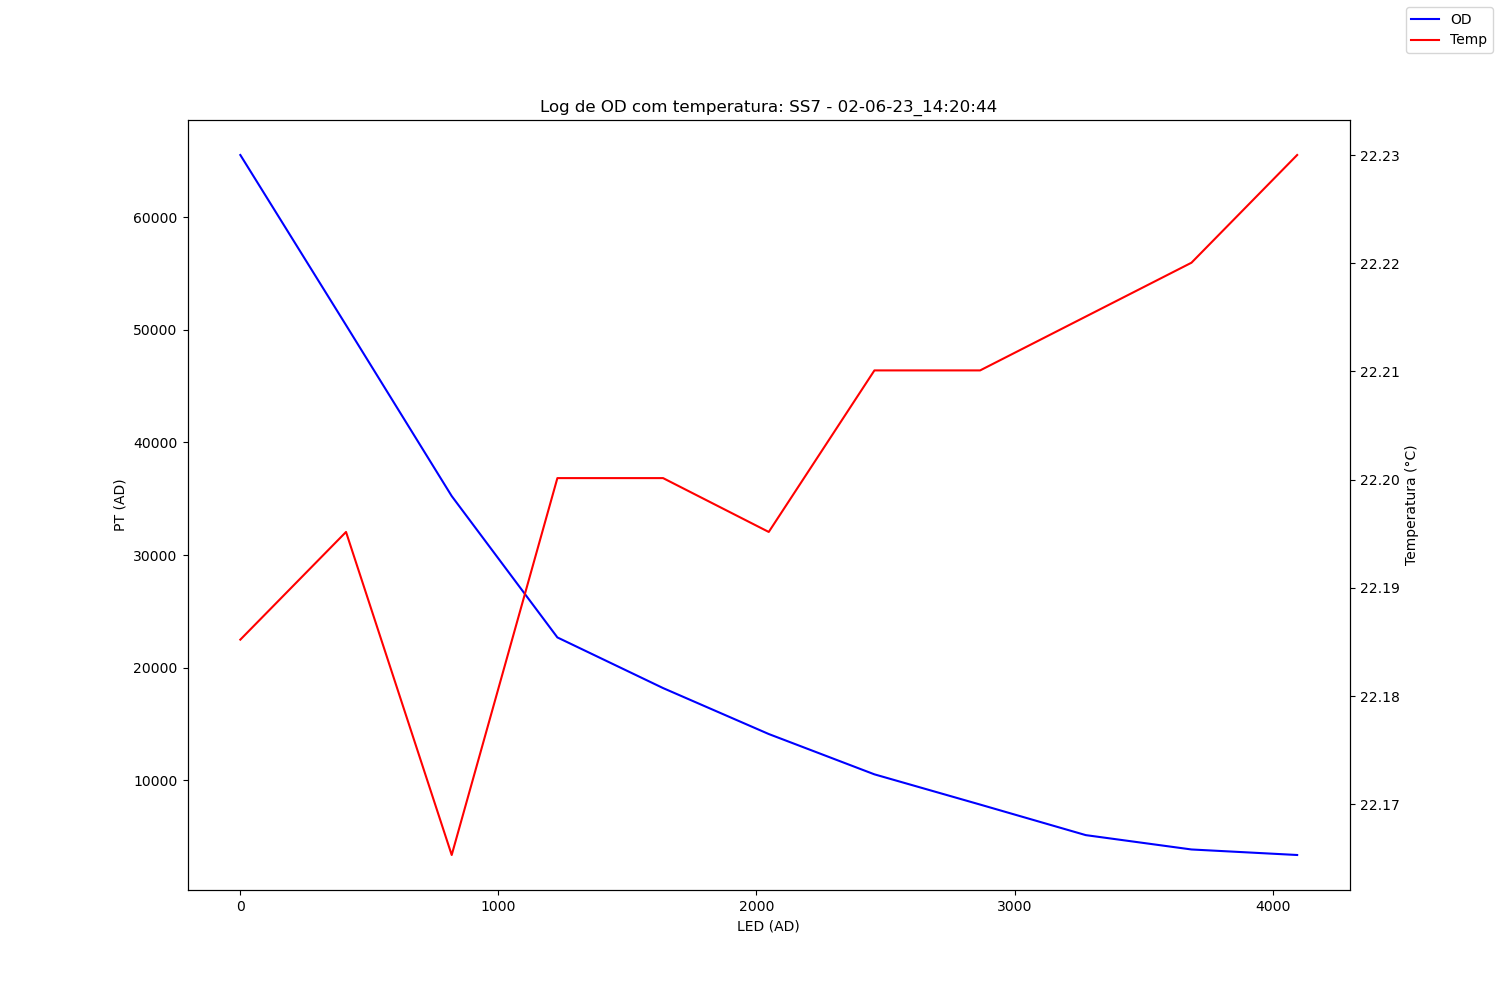 OD
Temp
Log de OD com temperatura: SS7 - 02-06-23_14:20:44
60000
50000
40000
30000
20000
10000
PT (AD)
22.23
22.22
22.21
22.20
22.19
22.18
22.17
Temperatura (°C)
0 1000 2000 3000 4000
LED (AD)